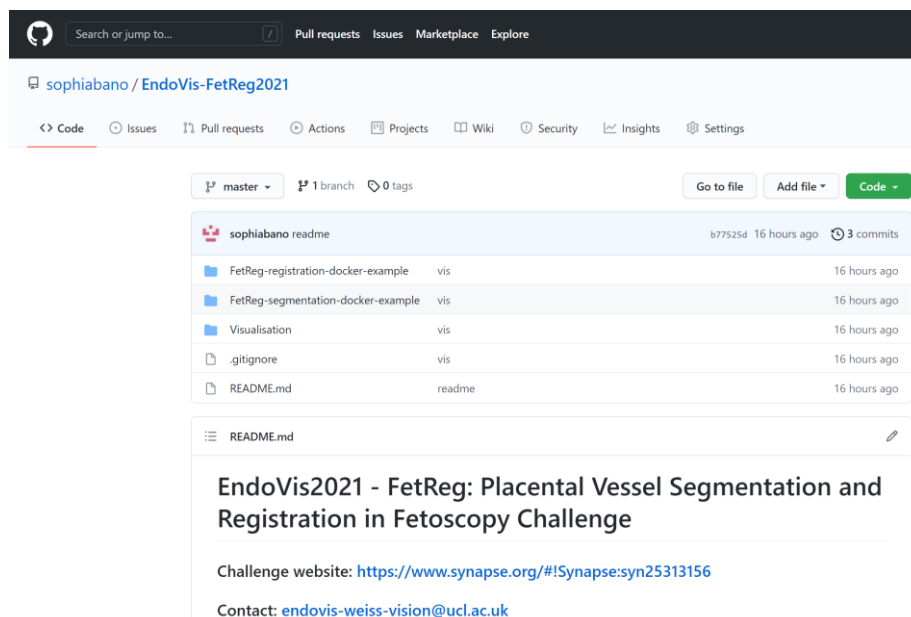 Search or jump to... / Pull requests Issues Marketplace Explore
sophiabano / EndoVis-FetReg2021
<> Code Issues Pull requests Actions Projects Wiki Security Insights Settings
master 1 branch 0 tags Go to file Add file Code
sophiabano readme b77525d 16 hours ago 3 commits
FetReg-registration-docker-example vis 16 hours ago
FetReg-segmentation-docker-example vis 16 hours ago
Visualisation vis 16 hours ago
.gitignore vis 16 hours ago
README.md readme 16 hours ago
README.md
EndoVis2021 - FetReg: Placental Vessel Segmentation and
Registration in Fetoscopy Challenge
Challenge website: https://www.synapse.org/#!Synapse:syn25313156
Contact: endovis-weiss-vision@ucl.ac.uk